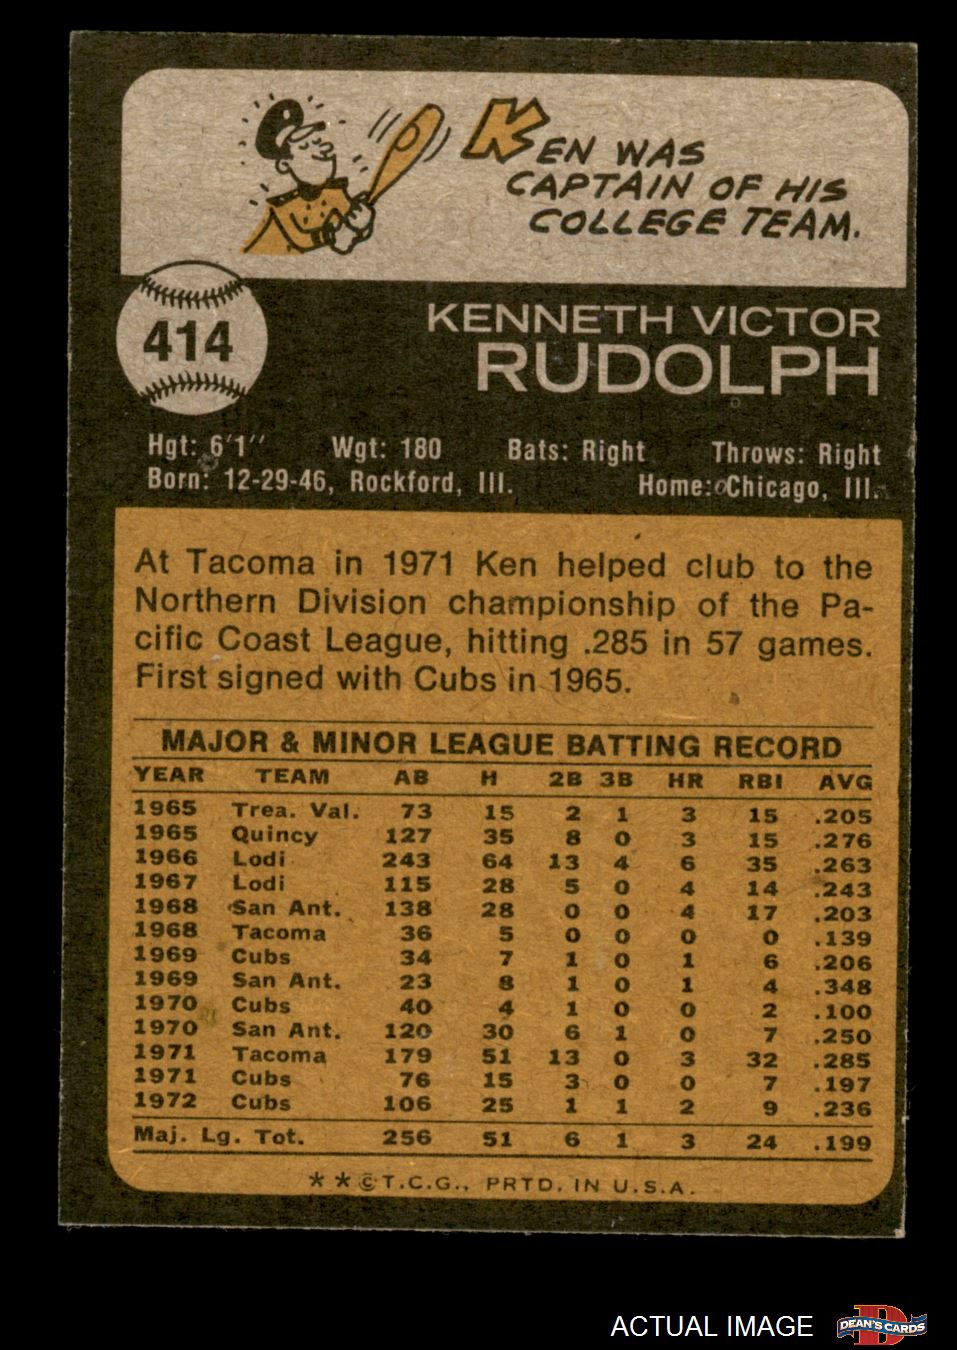 KEN WAS
CAPTAIN OF HIS
COLLEGE TEAM.
414
KENNETH VICTOR
RUDOLPH
Hgt: 6'1" Wgt: 180 Bats: Right Throws: Right
Born: 12-29-46, Rockford, Ill. Home: Chicago, Ill.
At Tacoma in 1971 Ken helped club to the
Northern Division championship of the Pa-
cific Coast League, hitting .285 in 57 games.
First signed with Cubs in 1965.
MAJOR & MINOR LEAGUE BATTING RECORD
YEAR TEAM AB H 2B 3B HR RBI AVG
1965 Trea. Val. 73 15 2 1 3 15 .205
1965 Quincy 127 35 8 0 3 15 .276
1966 Lodi 243 64 13 4 6 35 .263
1967 Lodi 115 28 5 0 4 14 .243
1968 San Ant. 138 28 0 0 4 17 .203
1968 Tacoma 36 5 0 0 0 0 .139
1969 Cubs 34 7 1 0 1 6 .206
1969 San Ant. 23 8 1 0 1 4 .348
1970 Cubs 40 4 1 0 0 2 .100
1970 San Ant. 120 30 6 1 0 7 .250
1971 Tacoma 179 51 13 0 3 32 .285
1971 Cubs 76 15 3 0 0 7 .197
1972 Cubs 106 25 1 1 2 9 .236
Maj. Lg. Tot. 256 51 6 1 3 24 .199
**©T.C.G., PRTD. IN U.S.A.
ACTUAL IMAGE
D
DEAN'S CARDS